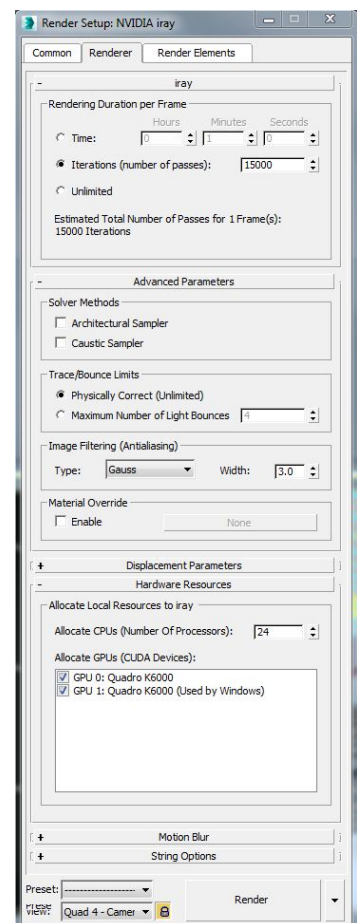 Render Setup: NVIDIA iray
Common Renderer Render Elements
- iray
Rendering Duration per Frame
Hours Minutes Seconds
Time: 0 1 0
Iterations (number of passes): 15000
Unlimited
Estimated Total Number of Passes for 1 Frame(s):
15000 Iterations
- Advanced Parameters
Solver Methods
Architectural Sampler
Caustic Sampler
Trace/Bounce Limits
Physically Correct (Unlimited)
Maximum Number of Light Bounces 4
Image Filtering (Antialiasing)
Type: Gauss Width: 3.0
Material Override
Enable None
+ Displacement Parameters
- Hardware Resources
Allocate Local Resources to iray
Allocate CPUs (Number Of Processors): 24
Allocate GPUs (CUDA Devices):
GPU 0: Quadro K6000
GPU 1: Quadro K6000 (Used by Windows)
+ Motion Blur
+ String Options
Preset: -------------------
View: Quad 4 - Camer
Render